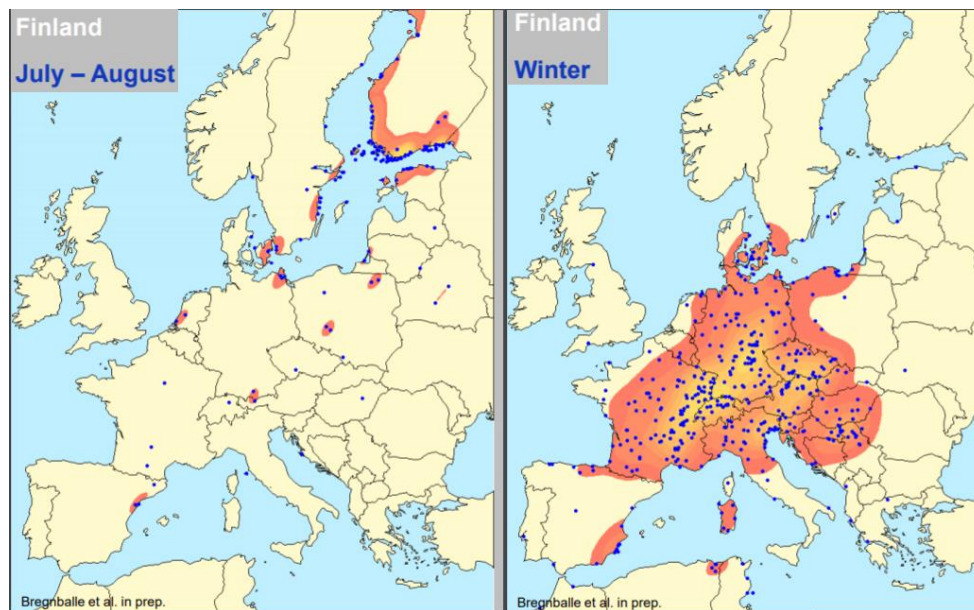 Finland
July – August
Bregnballe et al. in prep.
Finland
Winter
Bregnballe et al. in prep.